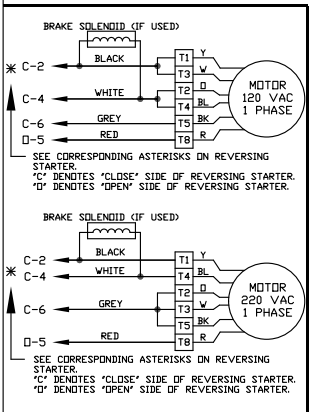 BRAKE SOLENOID (IF USED)
* C-2 BLACK T1 Y
T3 W
C-4 WHITE T2 O
T4 BL
C-6 GREY T5 BK
O-5 RED T8 R
MOTOR
120 VAC
1 PHASE
SEE CORRESPONDING ASTERISKS ON REVERSING
STARTER.
"C" DENOTES "CLOSE" SIDE OF REVERSING STARTER.
"O" DENOTES "OPEN" SIDE OF REVERSING STARTER.
BRAKE SOLENOID (IF USED)
C-2 BLACK T1 Y
* C-4 WHITE T4 BL
T2 O
C-6 GREY T3 W
T5 BK
O-5 RED T8 R
MOTOR
220 VAC
1 PHASE
SEE CORRESPONDING ASTERISKS ON REVERSING
STARTER.
"C" DENOTES "CLOSE" SIDE OF REVERSING STARTER.
"O" DENOTES "OPEN" SIDE OF REVERSING STARTER.